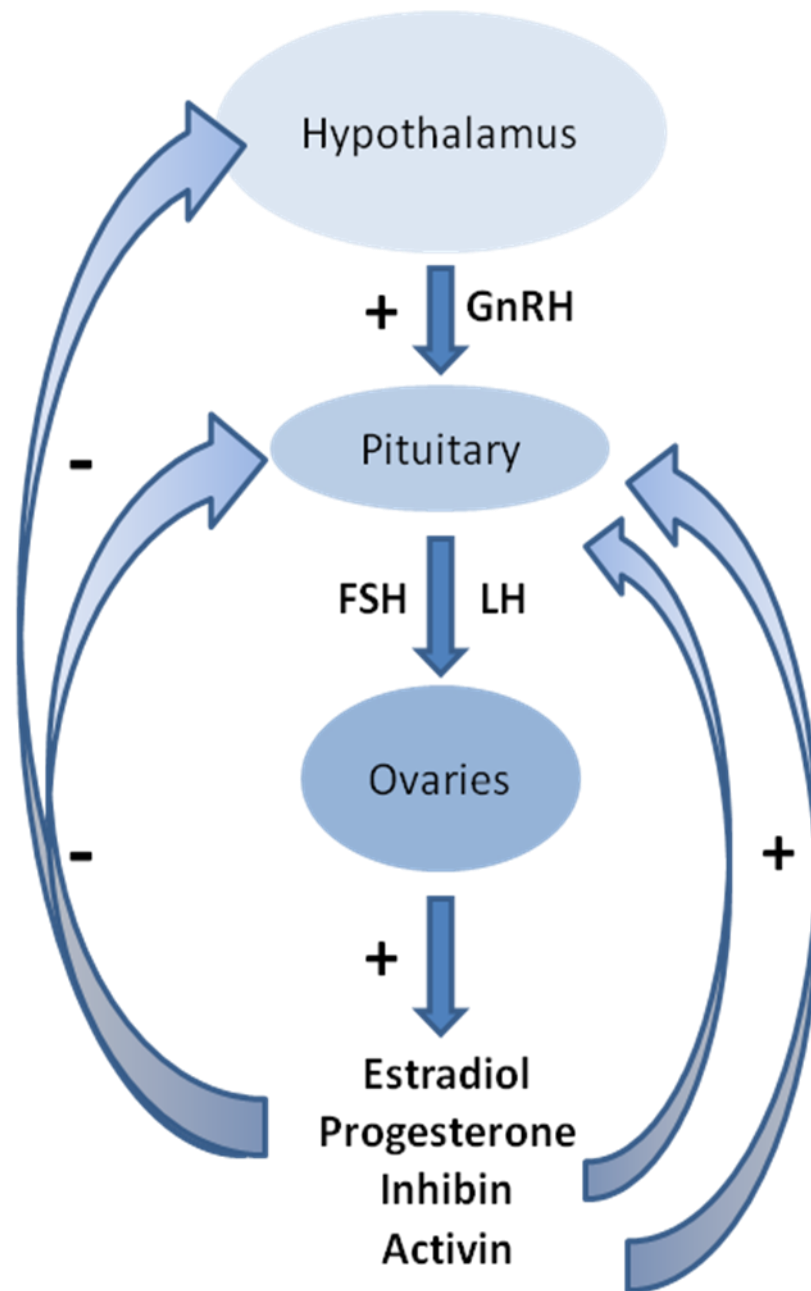 Hypothalamus
+ GnRH
-
Pituitary
FSH LH
Ovaries
- +
+
Estradiol
Progesterone
Inhibin
Activin